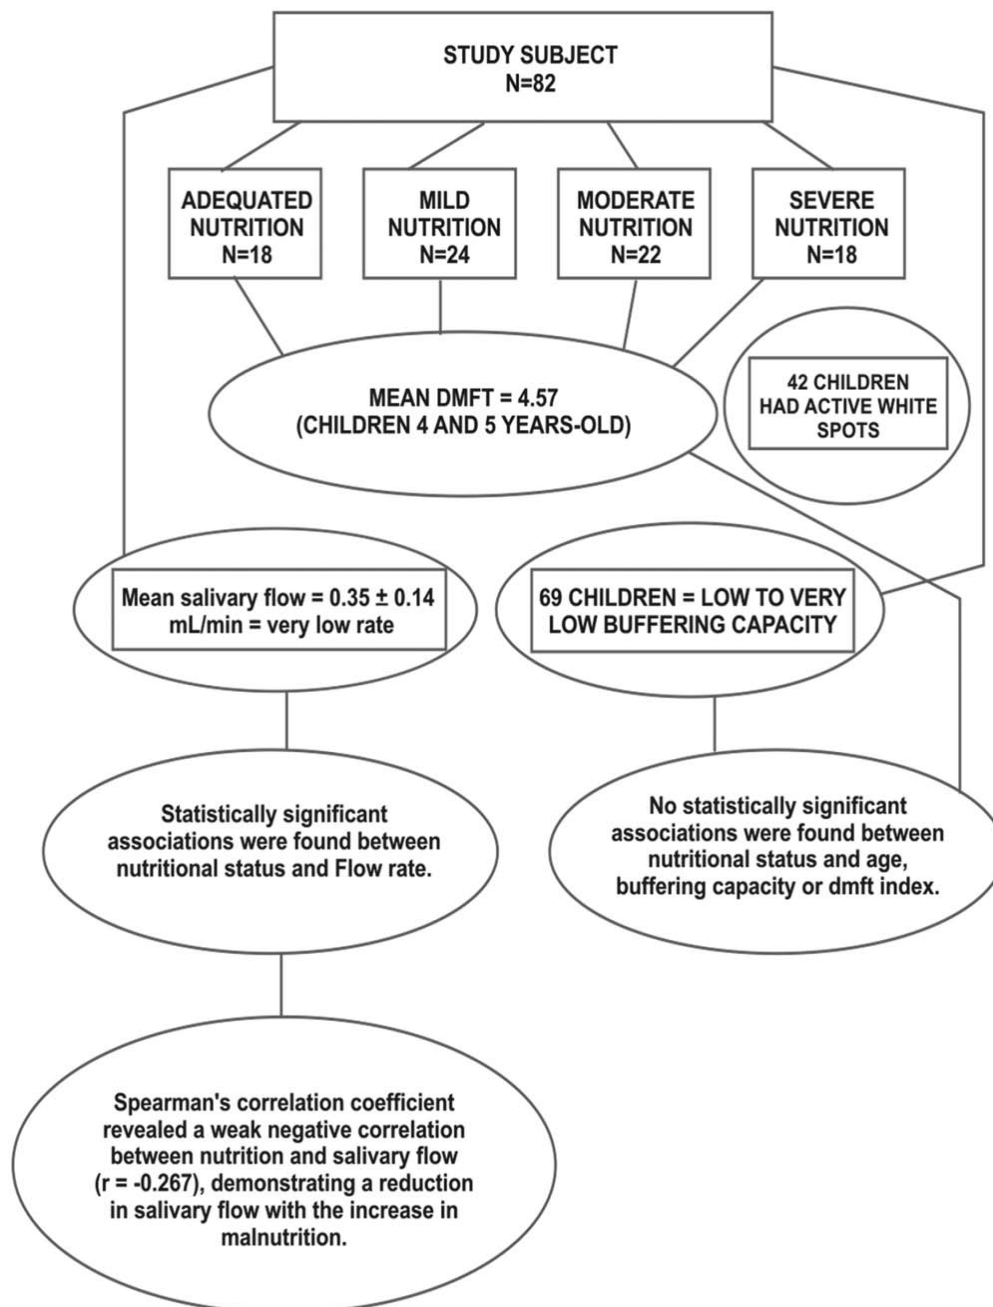 STUDY SUBJECT
N=82
ADEQUATED
NUTRITION
N=18
MILD
NUTRITION
N=24
MODERATE
NUTRITION
N=22
SEVERE
NUTRITION
N=18
MEAN DMFT = 4.57
(CHILDREN 4 AND 5 YEARS-OLD)
42 CHILDREN
HAD ACTIVE WHITE
SPOTS
Mean salivary flow = 0.35 ± 0.14
mL/min = very low rate
69 CHILDREN = LOW TO VERY
LOW BUFFERING CAPACITY
Statistically significant
associations were found between
nutritional status and Flow rate.
No statistically significant
associations were found between
nutritional status and age,
buffering capacity or dmft index.
Spearman's correlation coefficient
revealed a weak negative correlation
between nutrition and salivary flow
(r = -0.267), demonstrating a reduction
in salivary flow with the increase in
malnutrition.